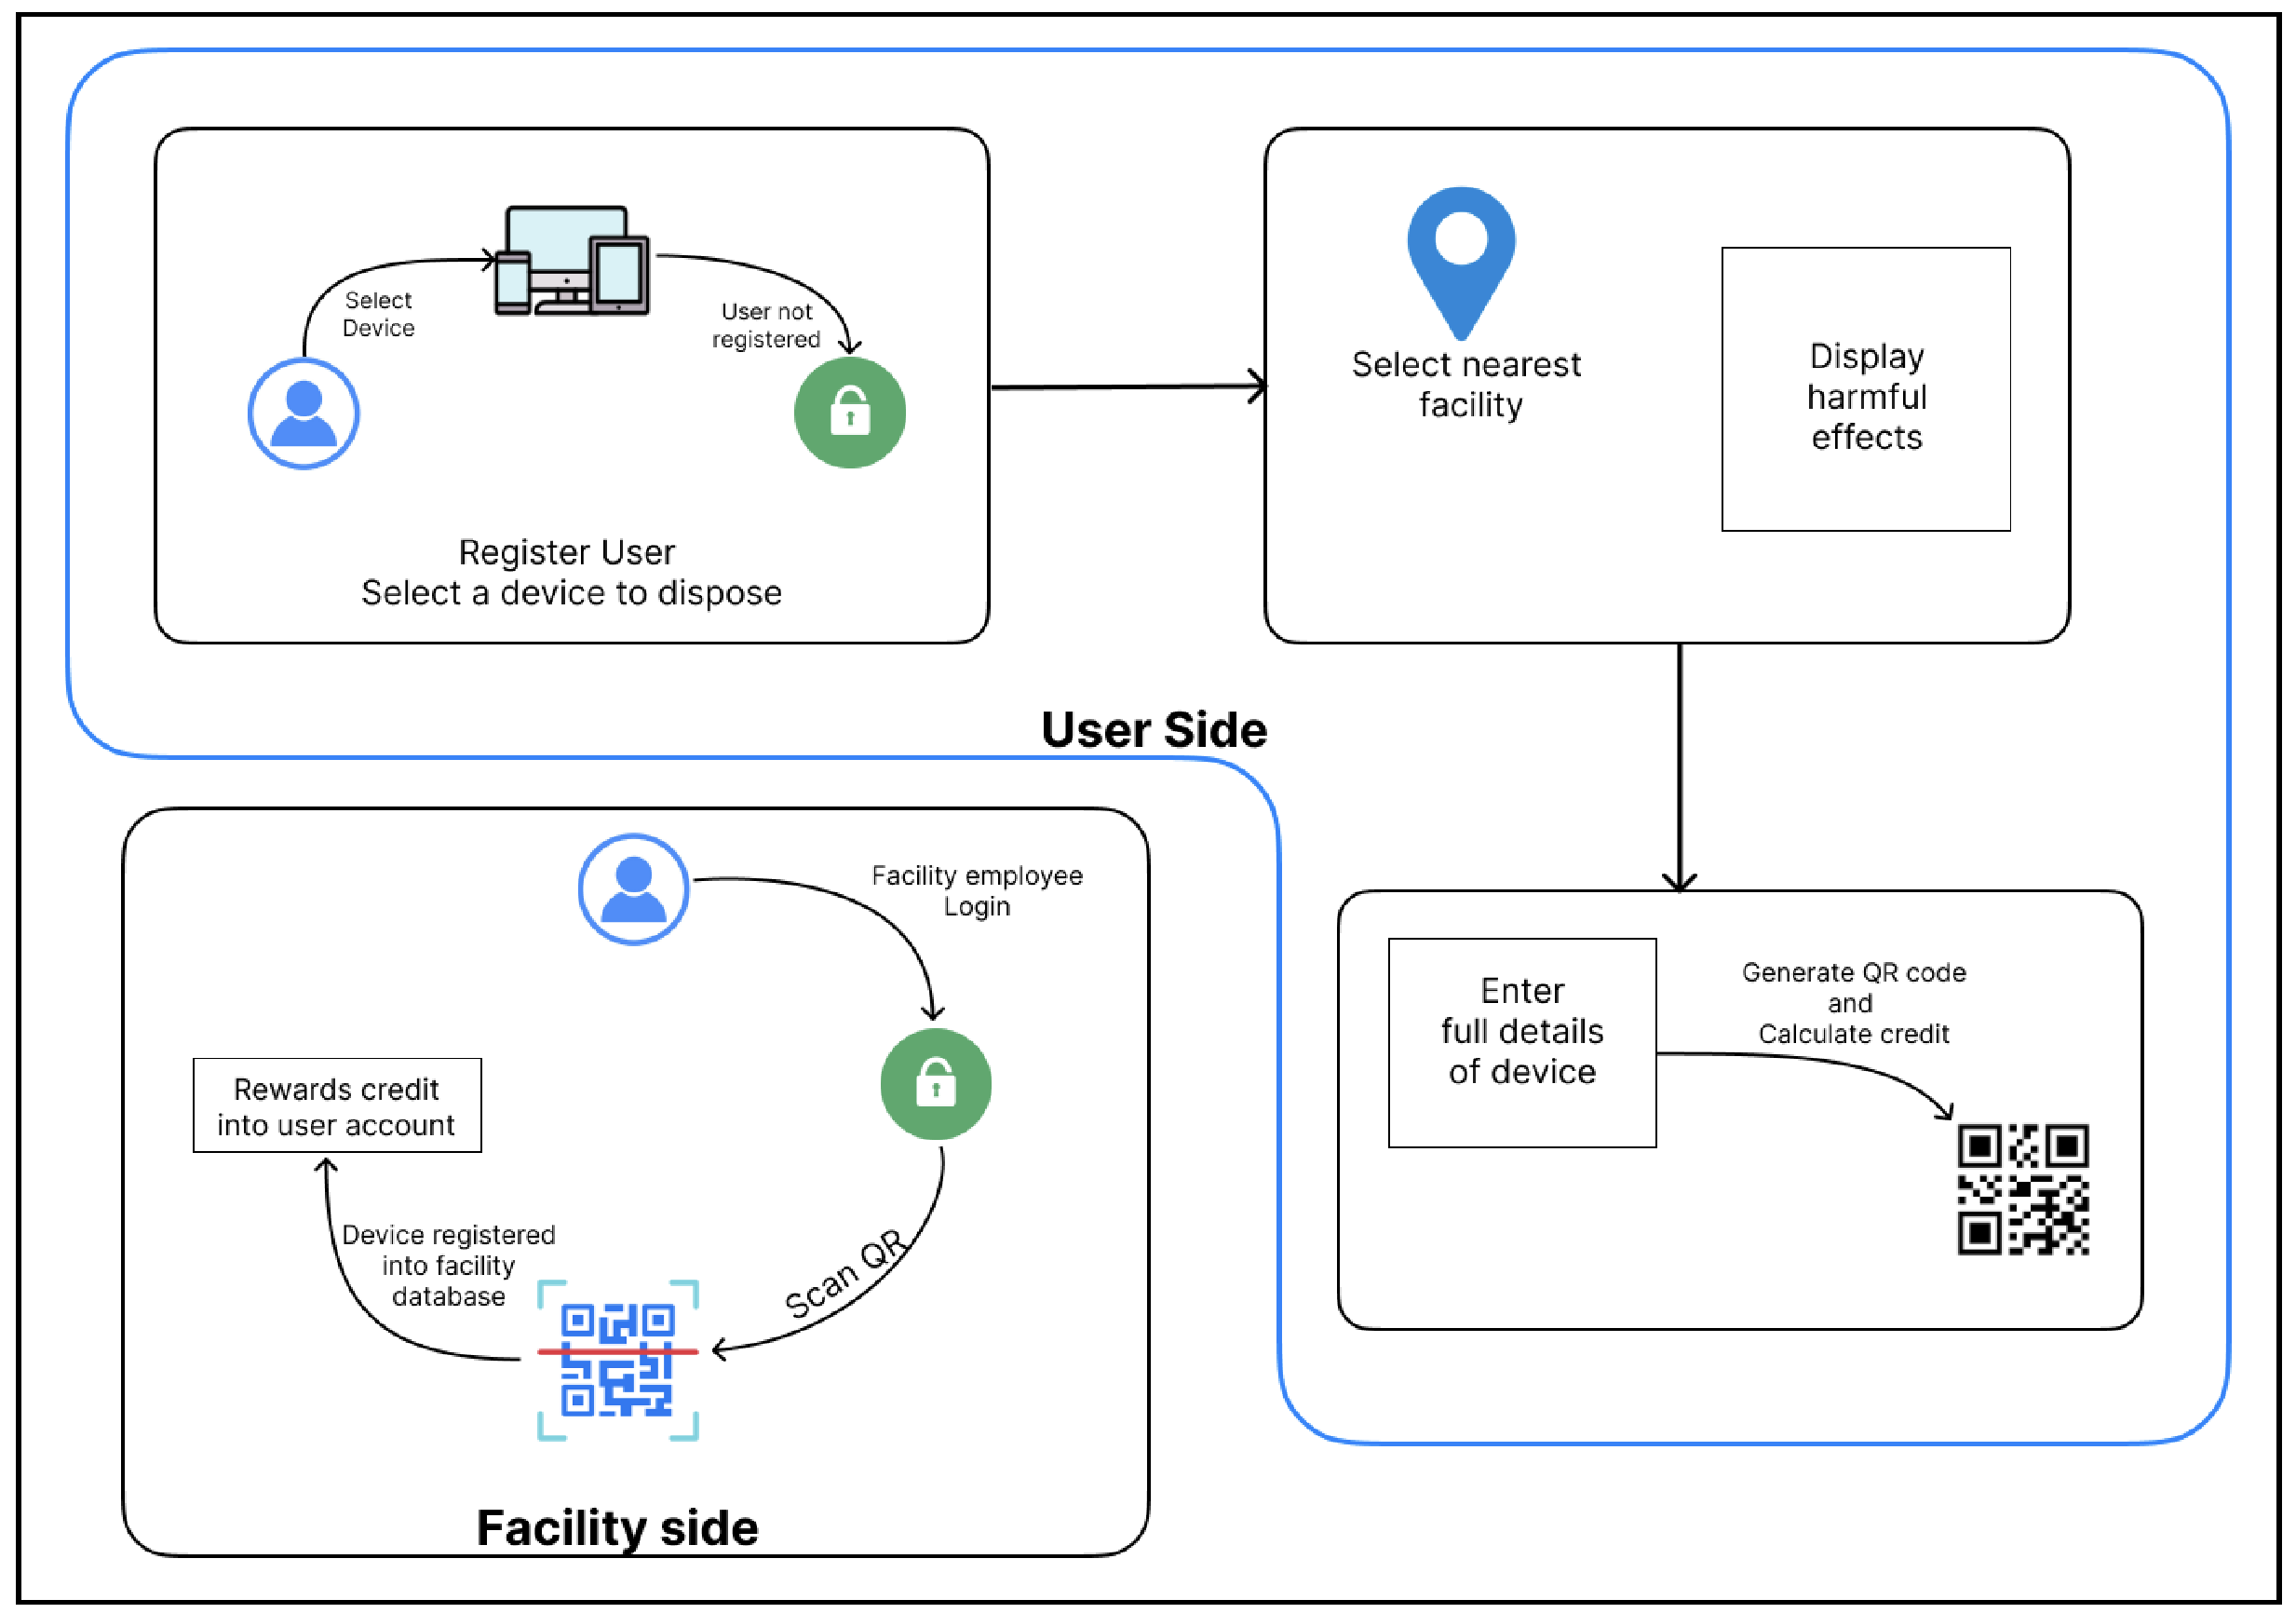 Select
Device
User not
registered
Register User
Select a device to dispose
Select nearest
facility
Display
harmful
effects
User Side
Facility employee
Login
Rewards credit
into user account
Device registered
into facility
database
Scan QR
Facility side
Enter
full details
of device
Generate QR code
and
Calculate credit